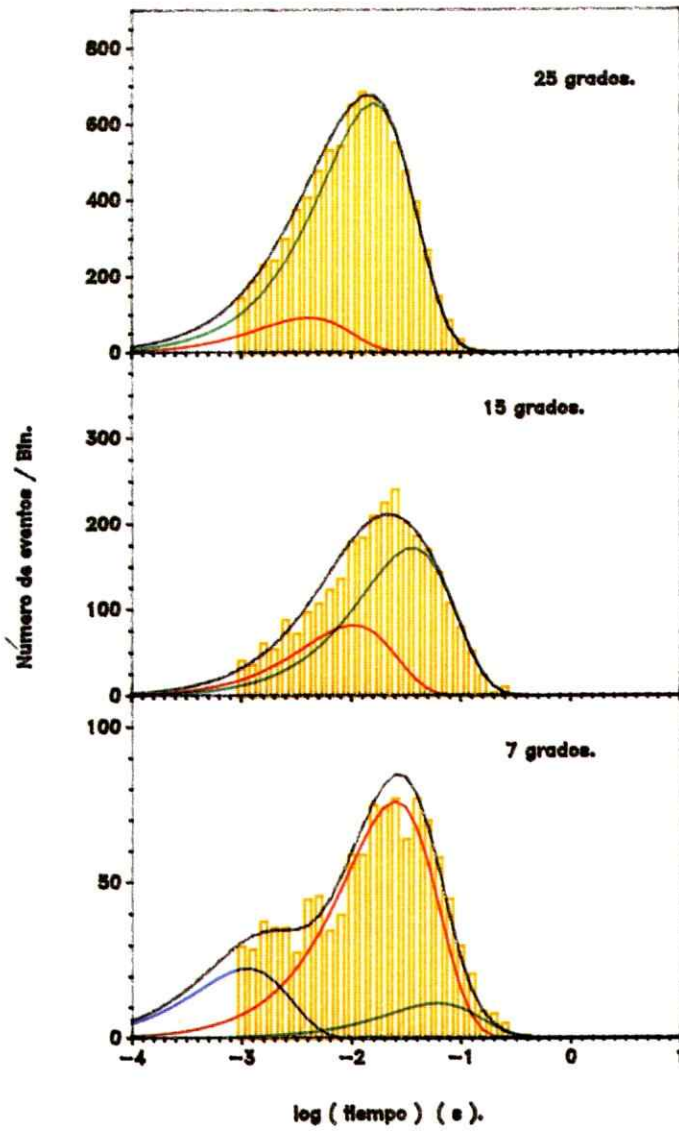 800
600
400
200
0
25 grados.
300
200
100
0
15 grados.
100
50
0
7 grados.
Número de eventos / Bin.
-4 -3 -2 -1 0 1
log ( tiempo ) ( s ).